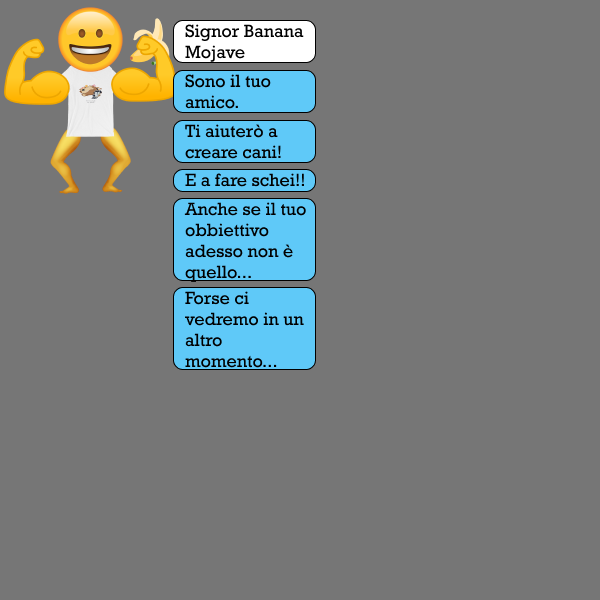 Signor Banana
Mojave
Sono il tuo
amico.
Ti aiuterò a
creare cani!
E a fare schei!!
Anche se il tuo
obbiettivo
adesso non è
quello...
Forse ci
vedremo in un
altro
momento...